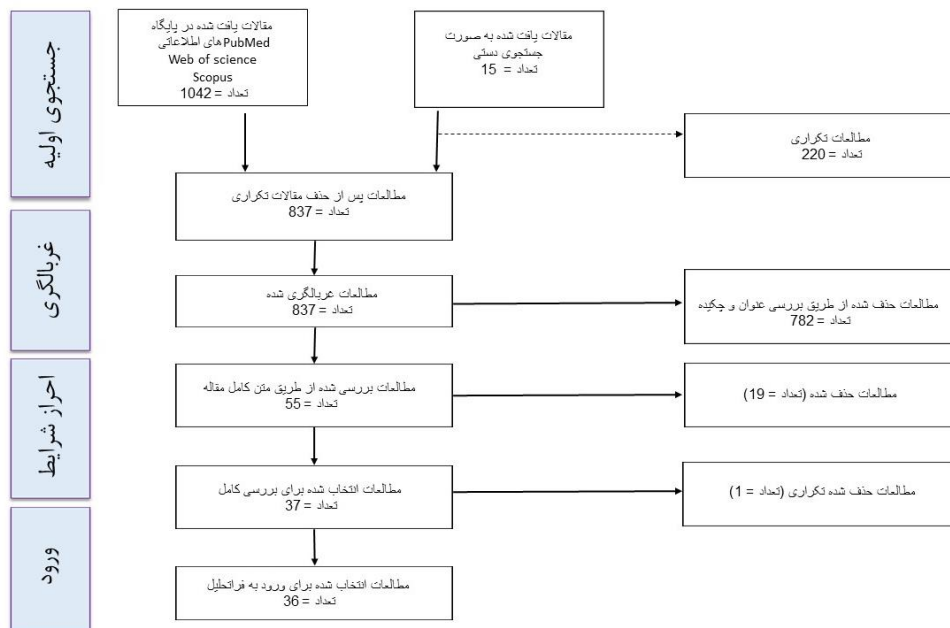 جستجوی اولیه
مقالات یافت شده در پایگاه
های اطلاعاتی PubMed
Web of science
Scopus
تعداد = 1042
مقالات یافت شده به صورت
جستجوی دستی
تعداد = 15
مطالعات تکراری
تعداد = 220
مطالعات پس از حذف مقالات تکراری
تعداد = 837
غربالگری
مطالعات غربالگری شده
تعداد = 837
مطالعات حذف شده از طریق بررسی عنوان و چکیده
تعداد = 782
احراز شرایط
مطالعات بررسی شده از طریق متن کامل مقاله
تعداد = 55
مطالعات حذف شده (تعداد = 19)
مطالعات انتخاب شده برای بررسی کامل
تعداد = 37
مطالعات حذف شده تکراری (تعداد = 1)
ورود
مطالعات انتخاب شده برای ورود به فراتحلیل
تعداد = 36